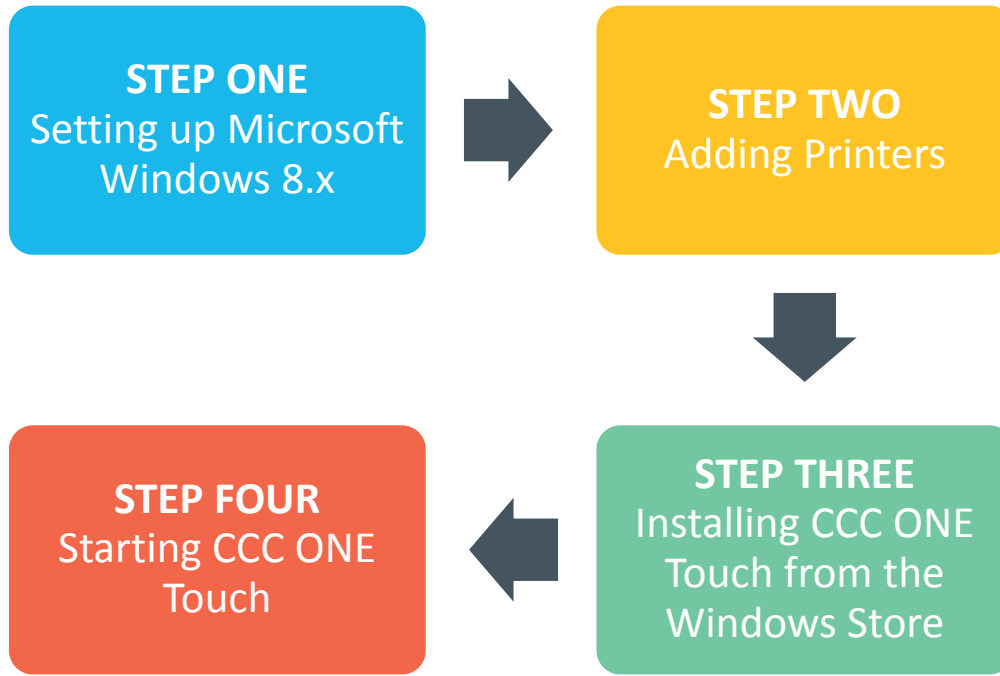 STEP ONE
Setting up Microsoft
Windows 8.x
STEP TWO
Adding Printers
STEP THREE
Installing CCC ONE
Touch from the
Windows Store
STEP FOUR
Starting CCC ONE
Touch